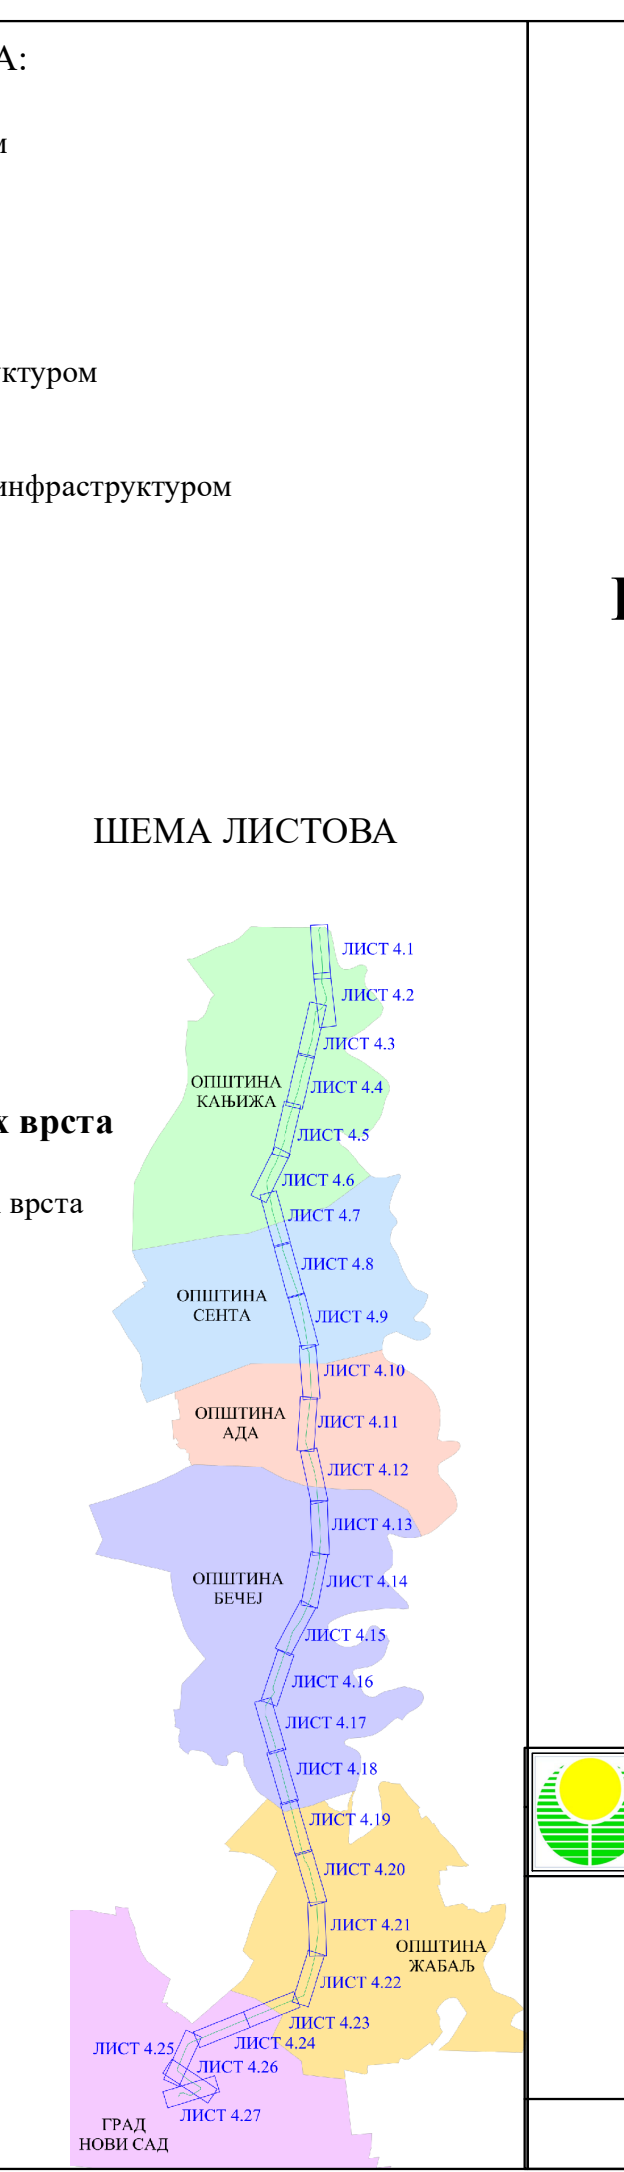 А:
м
ктуром
инфраструктуром
ШЕМА ЛИСТОВА
ЛИСТ 4.1
ЛИСТ 4.2
ЛИСТ 4.3
ОПШТИНА
КАЊИЖА
ЛИСТ 4.4
х врста
ЛИСТ 4.5
ЛИСТ 4.6
врста
ЛИСТ 4.7
ЛИСТ 4.8
ОПШТИНА
СЕНТА
ЛИСТ 4.9
ЛИСТ 4.10
ОПШТИНА
АДА
ЛИСТ 4.11
ЛИСТ 4.12
ЛИСТ 4.13
ОПШТИНА
БЕЧЕЈ
ЛИСТ 4.14
ЛИСТ 4.15
ЛИСТ 4.16
ЛИСТ 4.17
ЛИСТ 4.18
ЛИСТ 4.19
ЛИСТ 4.20
ЛИСТ 4.21
ОПШТИНА
ЖАБАЉ
ЛИСТ 4.22
ЛИСТ 4.23
ЛИСТ 4.24
ЛИСТ 4.25
ЛИСТ 4.26
ЛИСТ 4.27
ГРАД
НОВИ САД